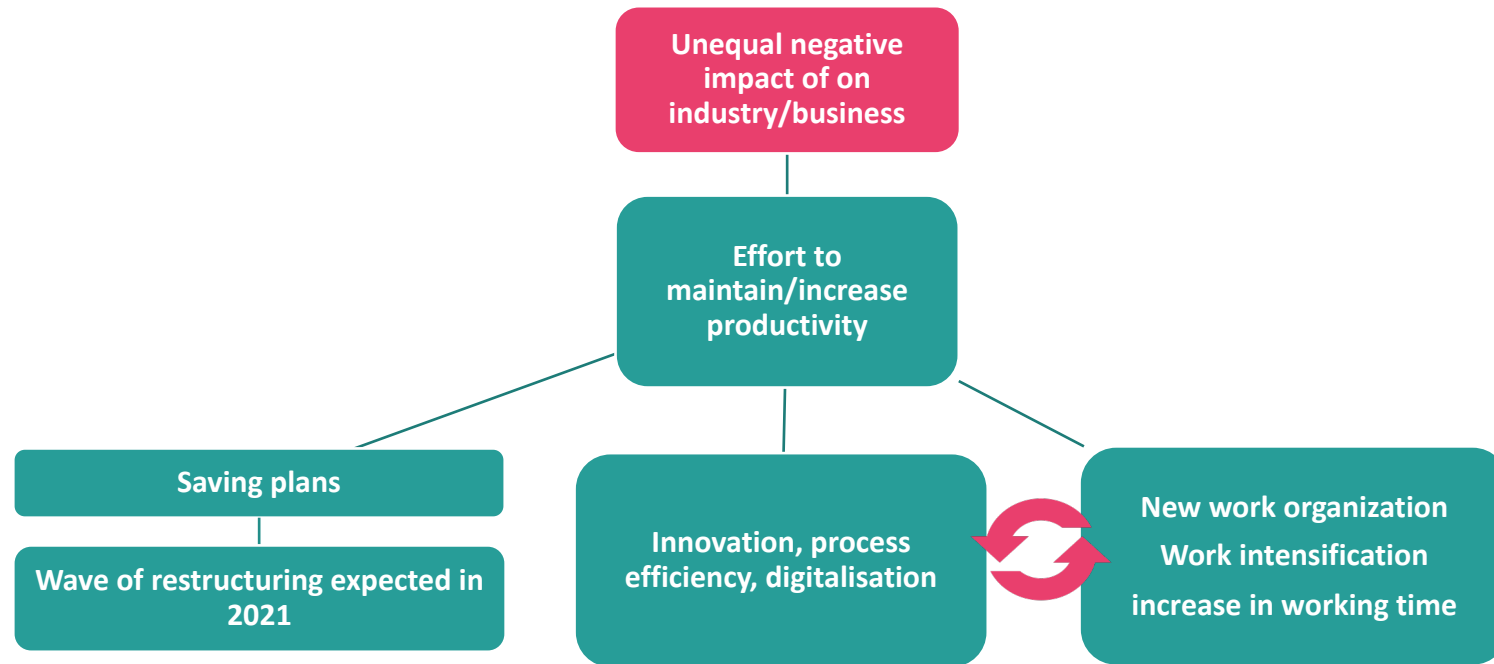 Unequal negative
impact of on
industry/business
Effort to
maintain/increase
productivity
Saving plans
Wave of restructuring expected in
2021
Innovation, process
efficiency, digitalisation
New work organization
Work intensification
increase in working time